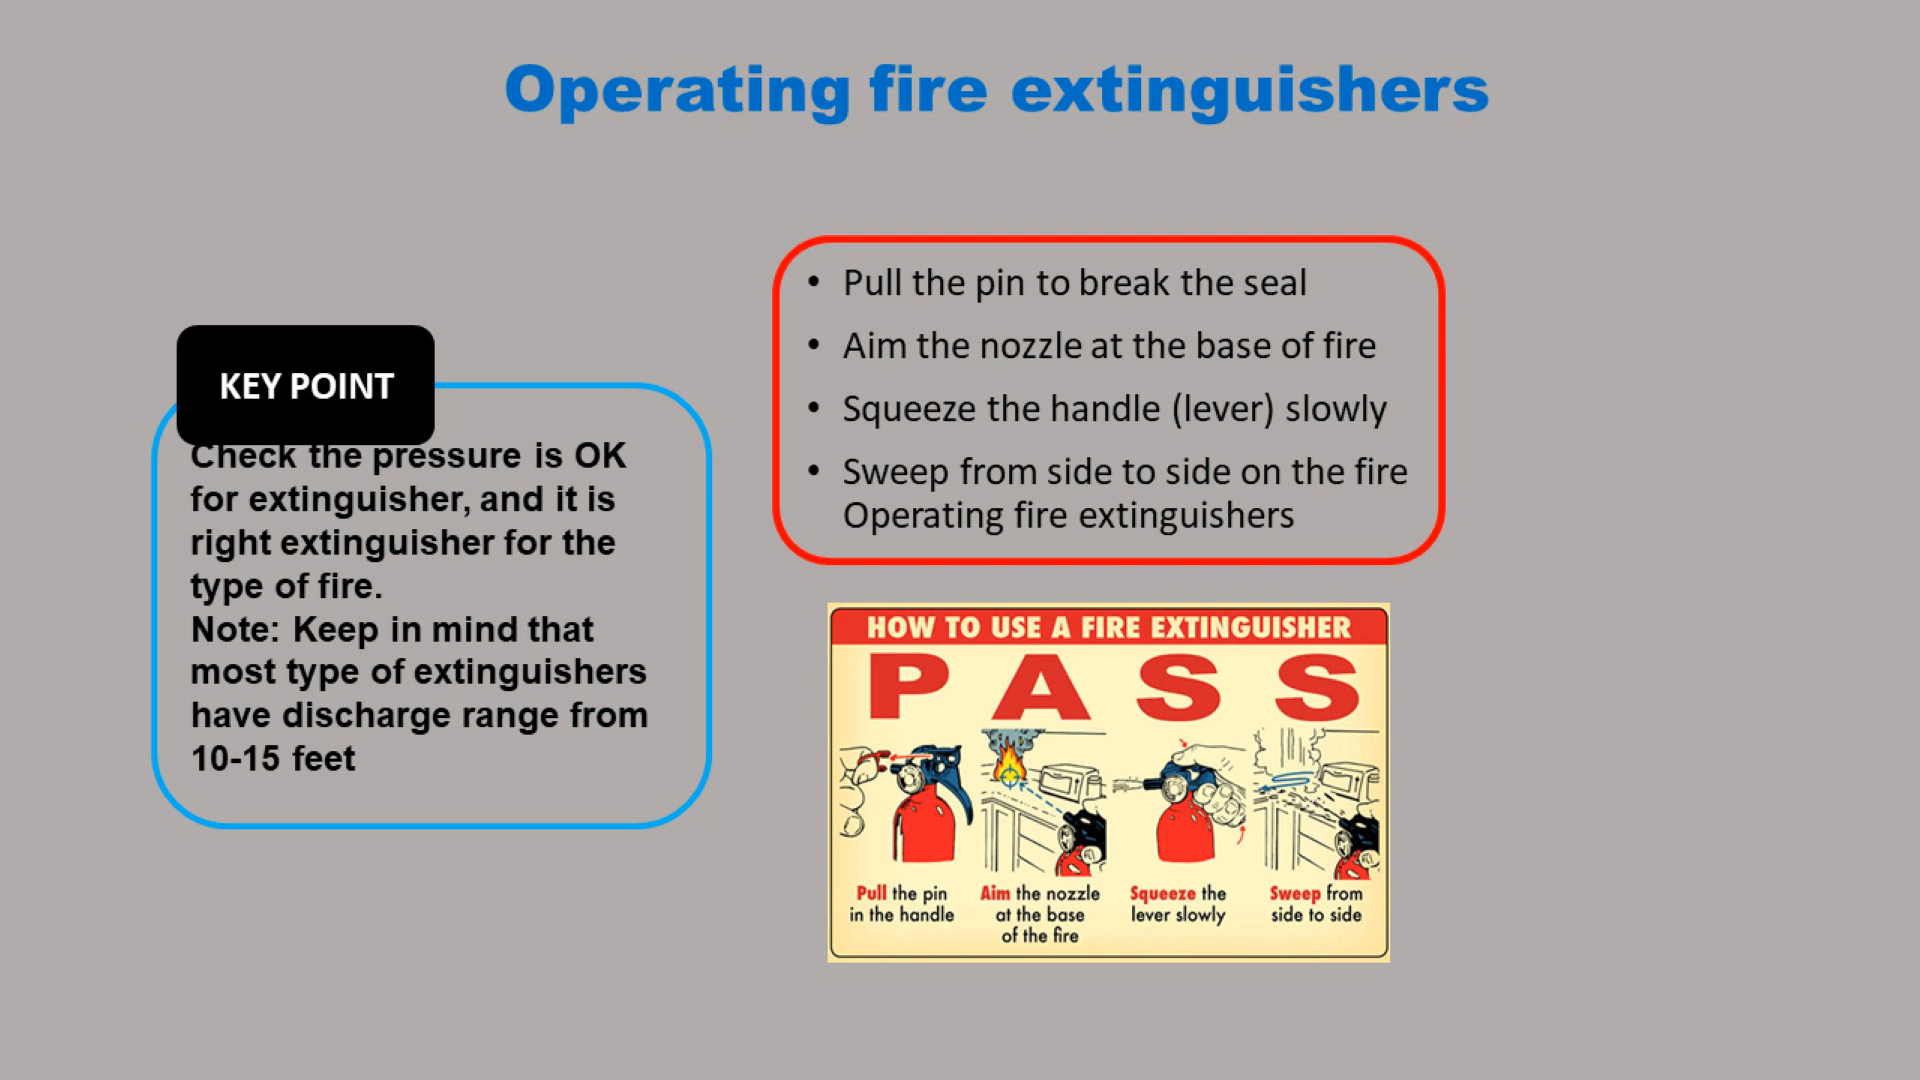 Operating fire extinguishers
KEY POINT
Check the pressure is OK
for extinguisher, and it is
right extinguisher for the
type of fire.
Note: Keep in mind that
most type of extinguishers
have discharge range from
10-15 feet
• Pull the pin to break the seal
• Aim the nozzle at the base of fire
• Squeeze the handle (lever) slowly
• Sweep from side to side on the fire
Operating fire extinguishers
HOW TO USE A FIRE EXTINGUISHER
P A S S
Pull the pin
in the handle
Aim the nozzle
at the base
of the fire
Squeeze the
lever slowly
Sweep from
side to side